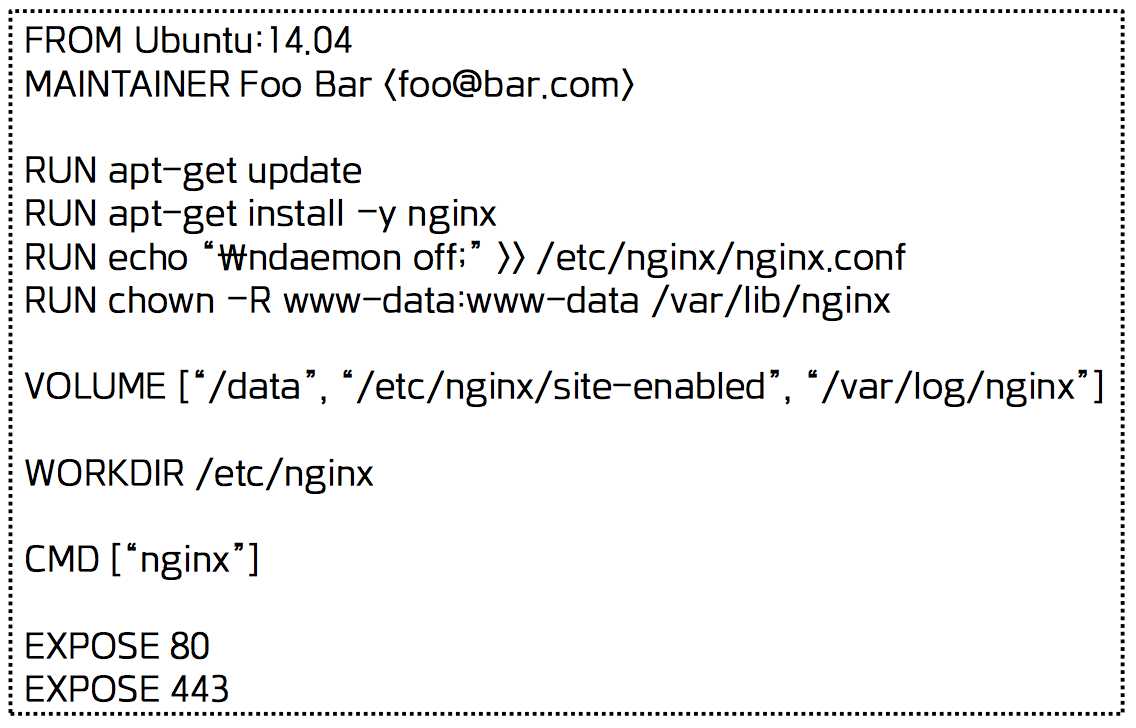 FROM Ubuntu:14.04
MAINTAINER Foo Bar <foo@bar.com>
RUN apt-get update
RUN apt-get install -y nginx
RUN echo “₩ndaemon off;” >> /etc/nginx/nginx.conf
RUN chown -R www-data:www-data /var/lib/nginx
VOLUME [“/data”, “/etc/nginx/site-enabled”, “/var/log/nginx”]
WORKDIR /etc/nginx
CMD [“nginx”]
EXPOSE 80
EXPOSE 443